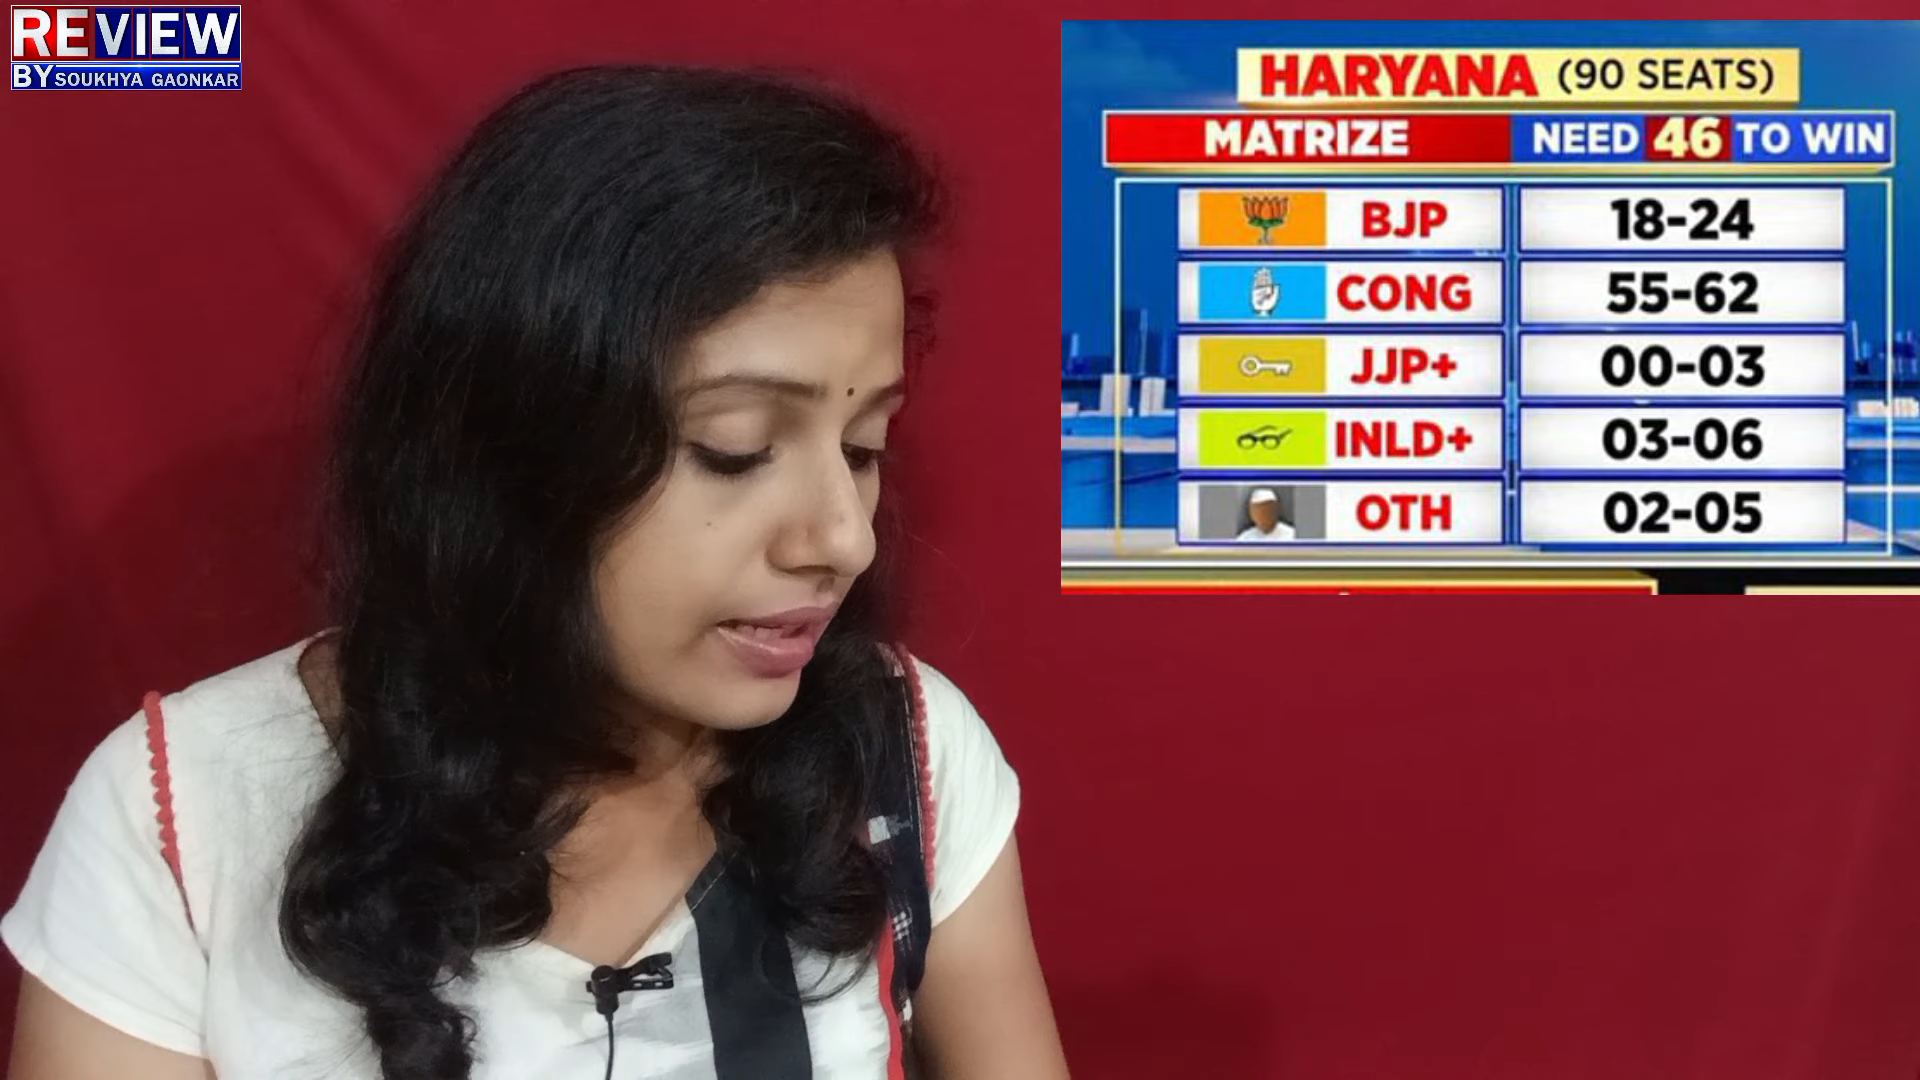 REVIEW
BY SOUKHYA GAONKAR
HARYANA (90 SEATS)
MATRIZE NEED 46 TO WIN
BJP 18-24
CONG 55-62
JJP+ 00-03
INLD+ 03-06
OTH 02-05